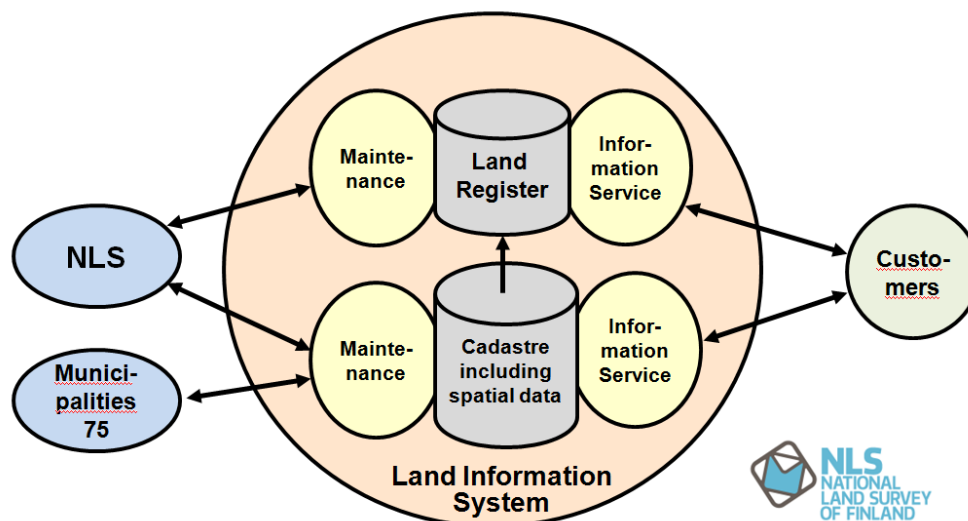 Mainte-
nance
Land
Register
Infor-
mation
Service
NLS
Custo-
mers
Mainte-
nance
Cadastre
including
spatial data
Infor-
mation
Service
Munici-
palities
75
Land Information
System
NLS
NATIONAL
LAND SURVEY
OF FINLAND